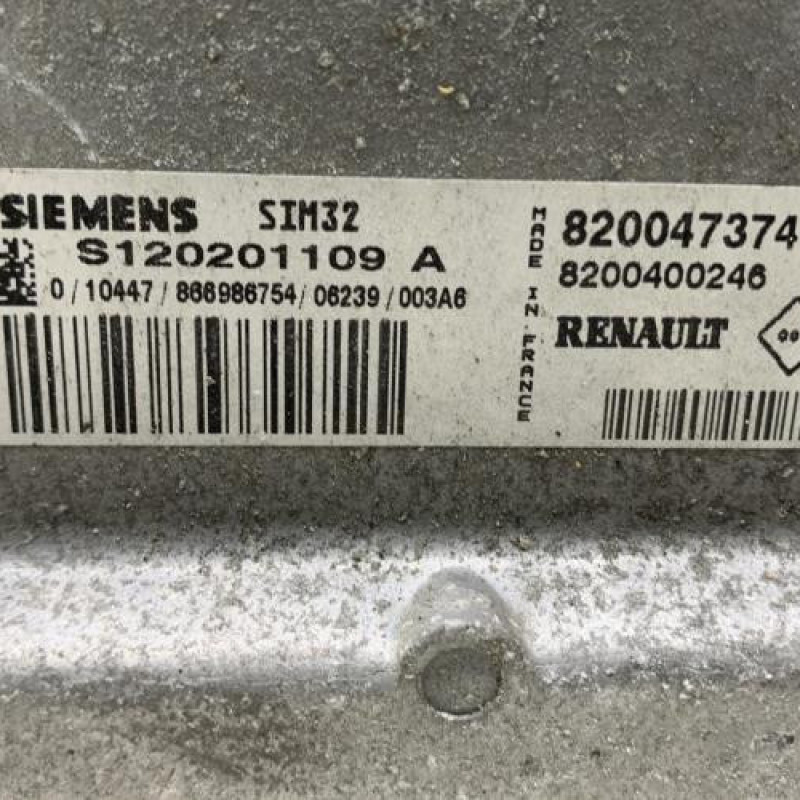 SIEMENS SIM32
S120201109 A
0/10447/866986754/06239/003A6
MADE IN FRANCE
820047374
8200400246
RENAULT